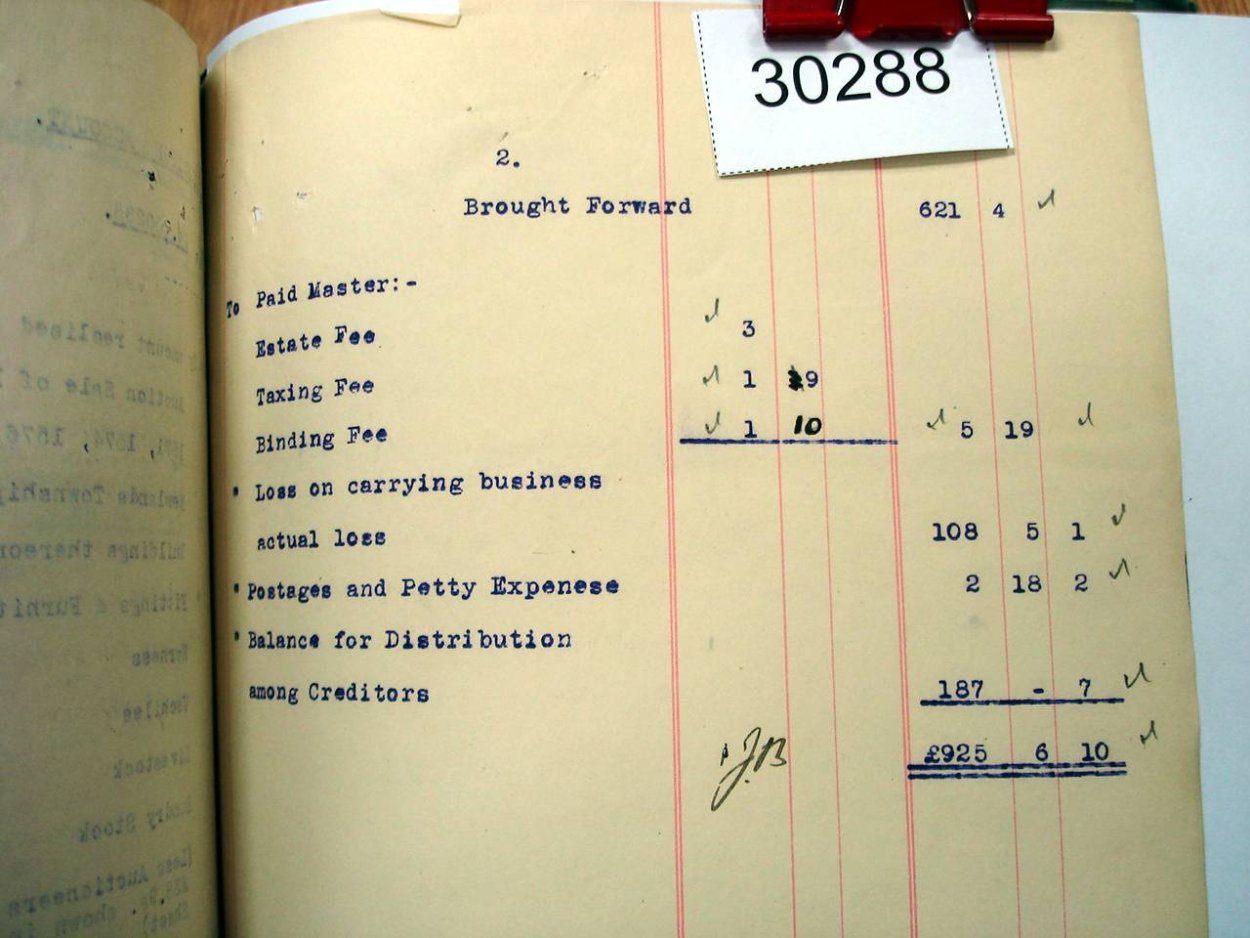 30288
2.
Brought Forward 621 4
To Paid Master:-
Estate Fee 3
Taxing Fee 1 9
Binding Fee 1 10 5 19
" Loss on carrying business
actual loss 108 5 1
" Postages and Petty Expenese 2 18 2
" Balance for Distribution
among Creditors 187 - 7
JB £925 6 10